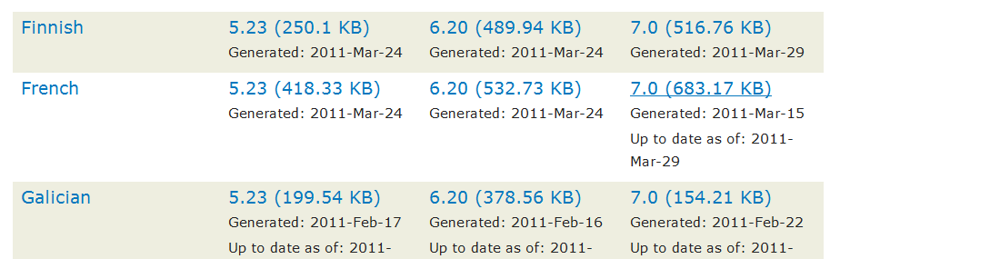 Finnish 5.23 (250.1 KB) 6.20 (489.94 KB) 7.0 (516.76 KB)
Generated: 2011-Mar-24 Generated: 2011-Mar-24 Generated: 2011-Mar-29
French 5.23 (418.33 KB) 6.20 (532.73 KB) 7.0 (683.17 KB)
Generated: 2011-Mar-24 Generated: 2011-Mar-24 Generated: 2011-Mar-15
Up to date as of: 2011-
Mar-29
Galician 5.23 (199.54 KB) 6.20 (378.56 KB) 7.0 (154.21 KB)
Generated: 2011-Feb-17 Generated: 2011-Feb-16 Generated: 2011-Feb-22
Up to date as of: 2011- Up to date as of: 2011- Up to date as of: 2011-